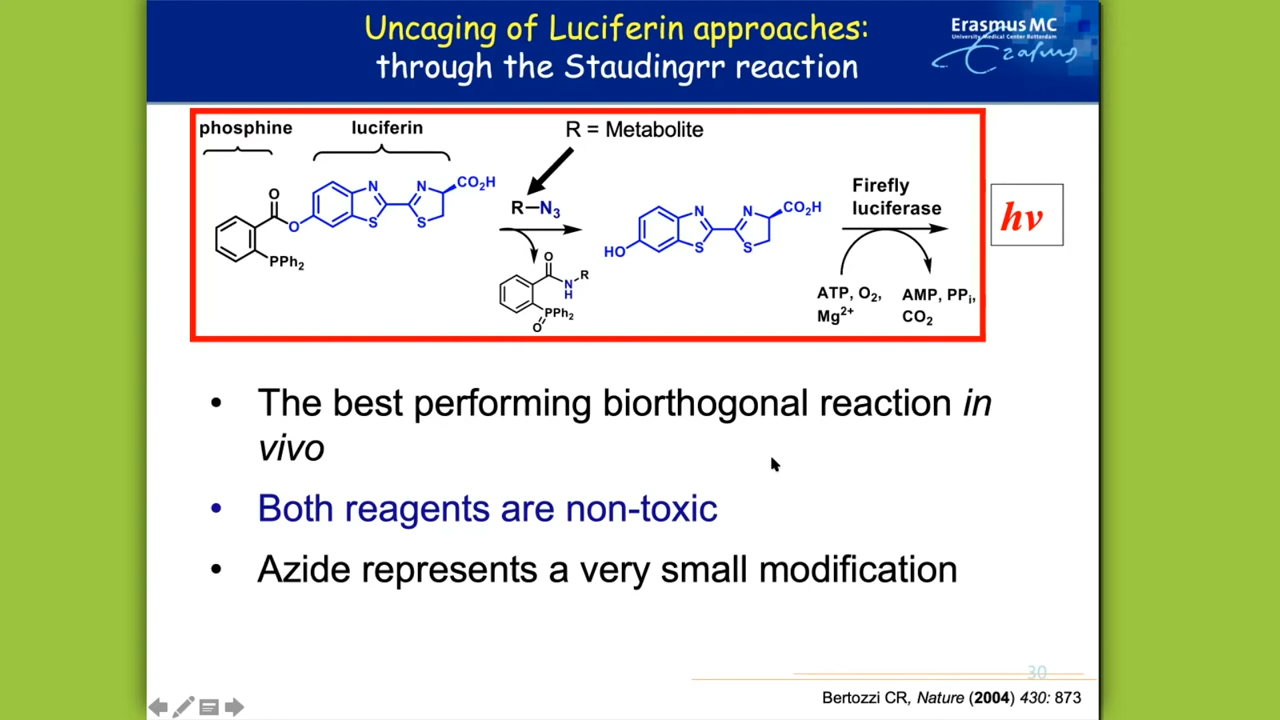 Uncaging of Luciferin approaches:
through the Staudingrr reaction
Erasmus MC
University Medical Center Rotterdam
Erasmus
phosphine
luciferin
R = Metabolite
O
O
N
S
N
S
CO₂H
PPh₂
R–N₃
O
N
H
R
PPh₂
O
HO
N
S
N
S
CO₂H
Firefly
luciferase
ATP, O₂,
Mg²⁺
AMP, PPᵢ,
CO₂
hν
• The best performing biorthogonal reaction in
vivo
• Both reagents are non-toxic
• Azide represents a very small modification
30
Bertozzi CR, Nature (2004) 430: 873